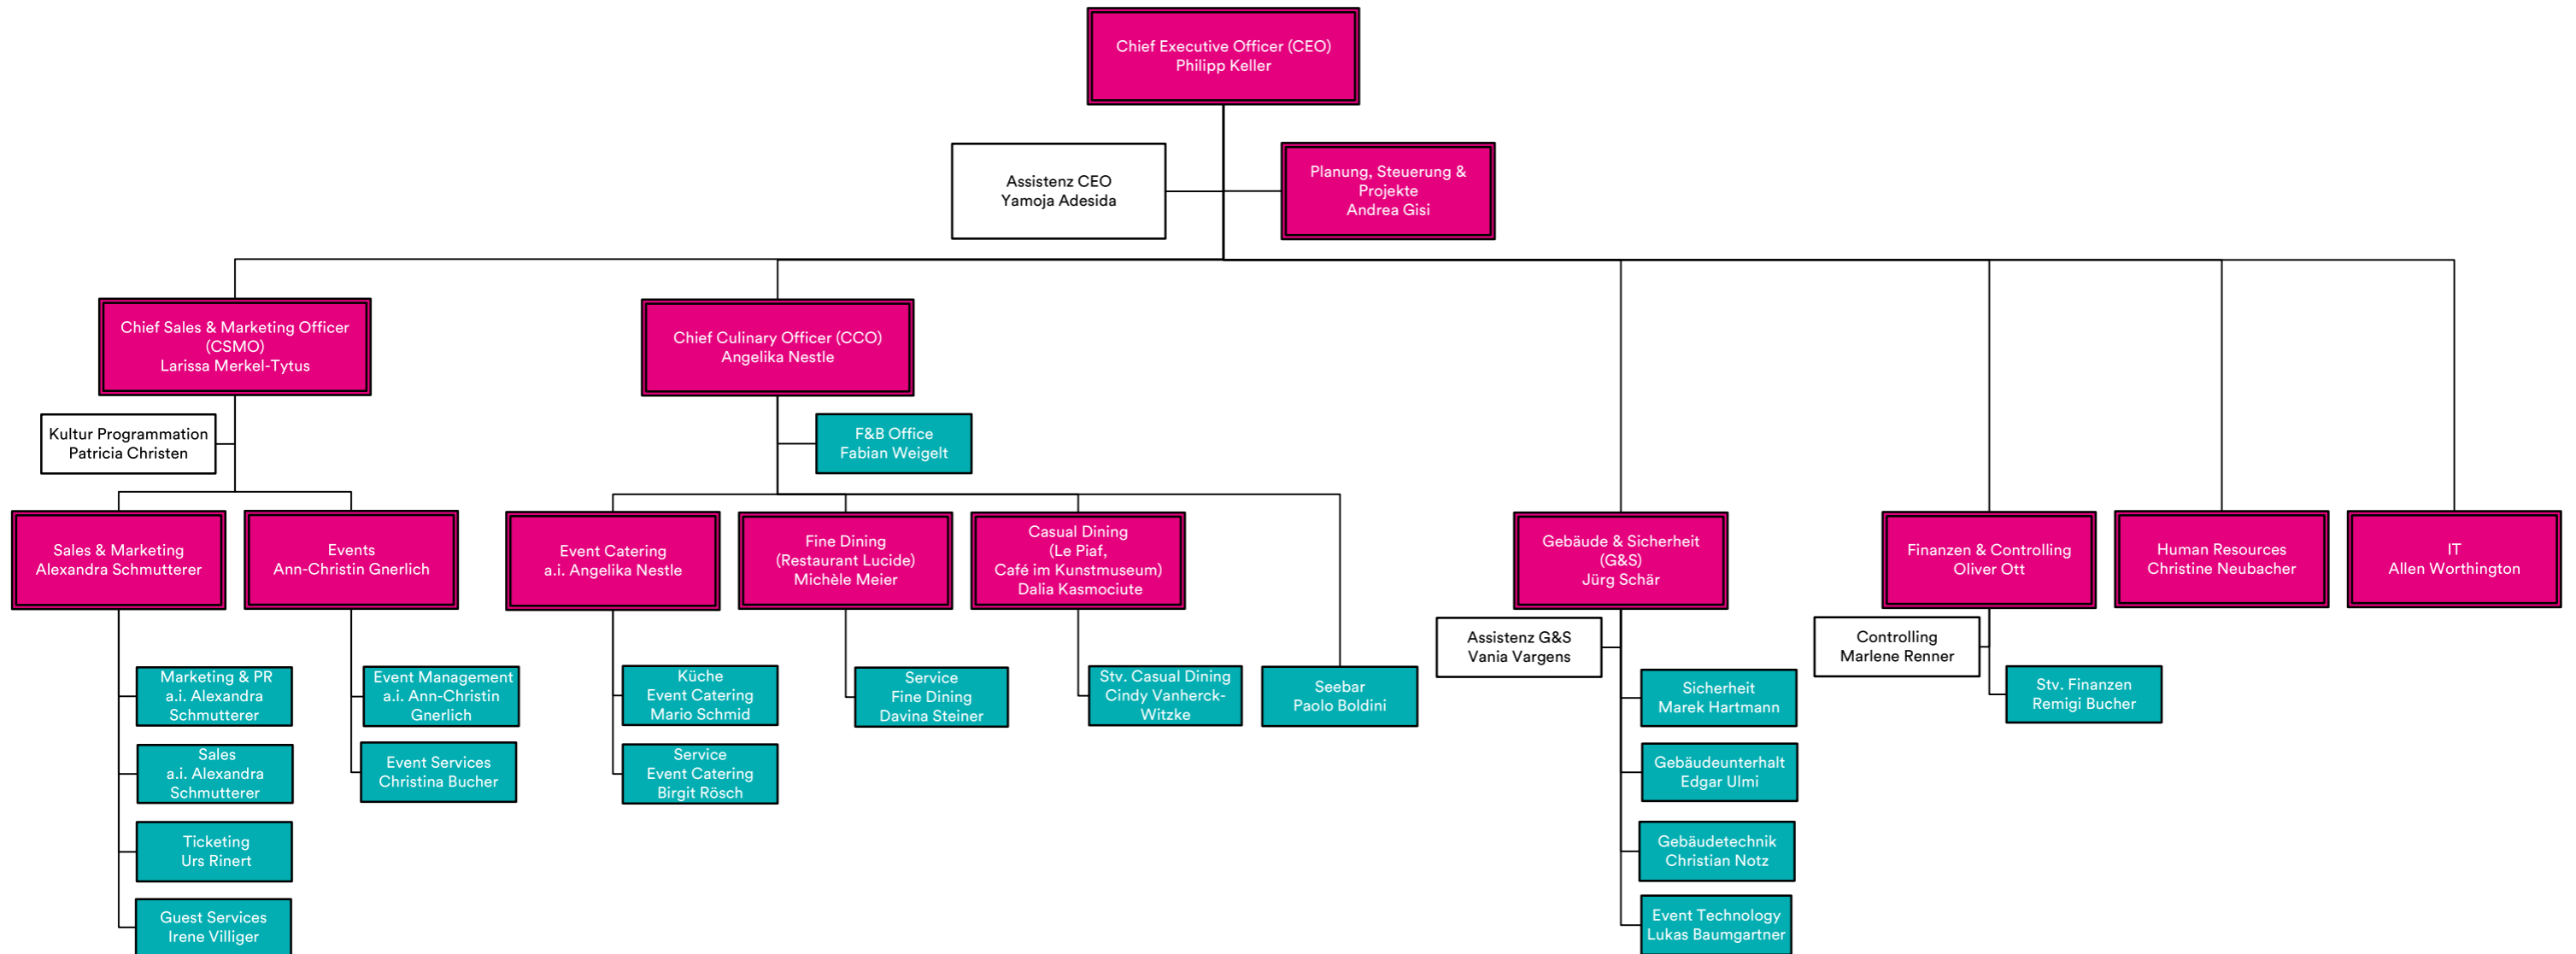 Chief Executive Officer (CEO)
Philipp Keller
Assistenz CEO
Yamoja Adesida
Planung, Steuerung &
Projekte
Andrea Gisi
Chief Sales & Marketing Officer
(CSMO)
Larissa Merkel-Tytus
Chief Culinary Officer (CCO)
Angelika Nestle
Kultur Programmation
Patricia Christen
F&B Office
Fabian Weigelt
Sales & Marketing
Alexandra Schmutterer
Events
Ann-Christin Gnerlich
Event Catering
a.i. Angelika Nestle
Fine Dining
(Restaurant Lucide)
Michèle Meier
Casual Dining
(Le Piaf,
Café im Kunstmuseum)
Dalia Kasmociute
Gebäude & Sicherheit
(G&S)
Jürg Schär
Finanzen & Controlling
Oliver Ott
Human Resources
Christine Neubacher
IT
Allen Worthington
Assistenz G&S
Vania Vargens
Controlling
Marlene Renner
Marketing & PR
a.i. Alexandra
Schmutterer
Event Management
a.i. Ann-Christin
Gnerlich
Küche
Event Catering
Mario Schmid
Service
Fine Dining
Davina Steiner
Stv. Casual Dining
Cindy Vanherck-
Witzke
Seebar
Paolo Boldini
Sicherheit
Marek Hartmann
Stv. Finanzen
Remigi Bucher
Sales
a.i. Alexandra
Schmutterer
Event Services
Christina Bucher
Service
Event Catering
Birgit Rösch
Gebäudeunterhalt
Edgar Ulmi
Ticketing
Urs Rinert
Gebäudetechnik
Christian Notz
Guest Services
Irene Villiger
Event Technology
Lukas Baumgartner